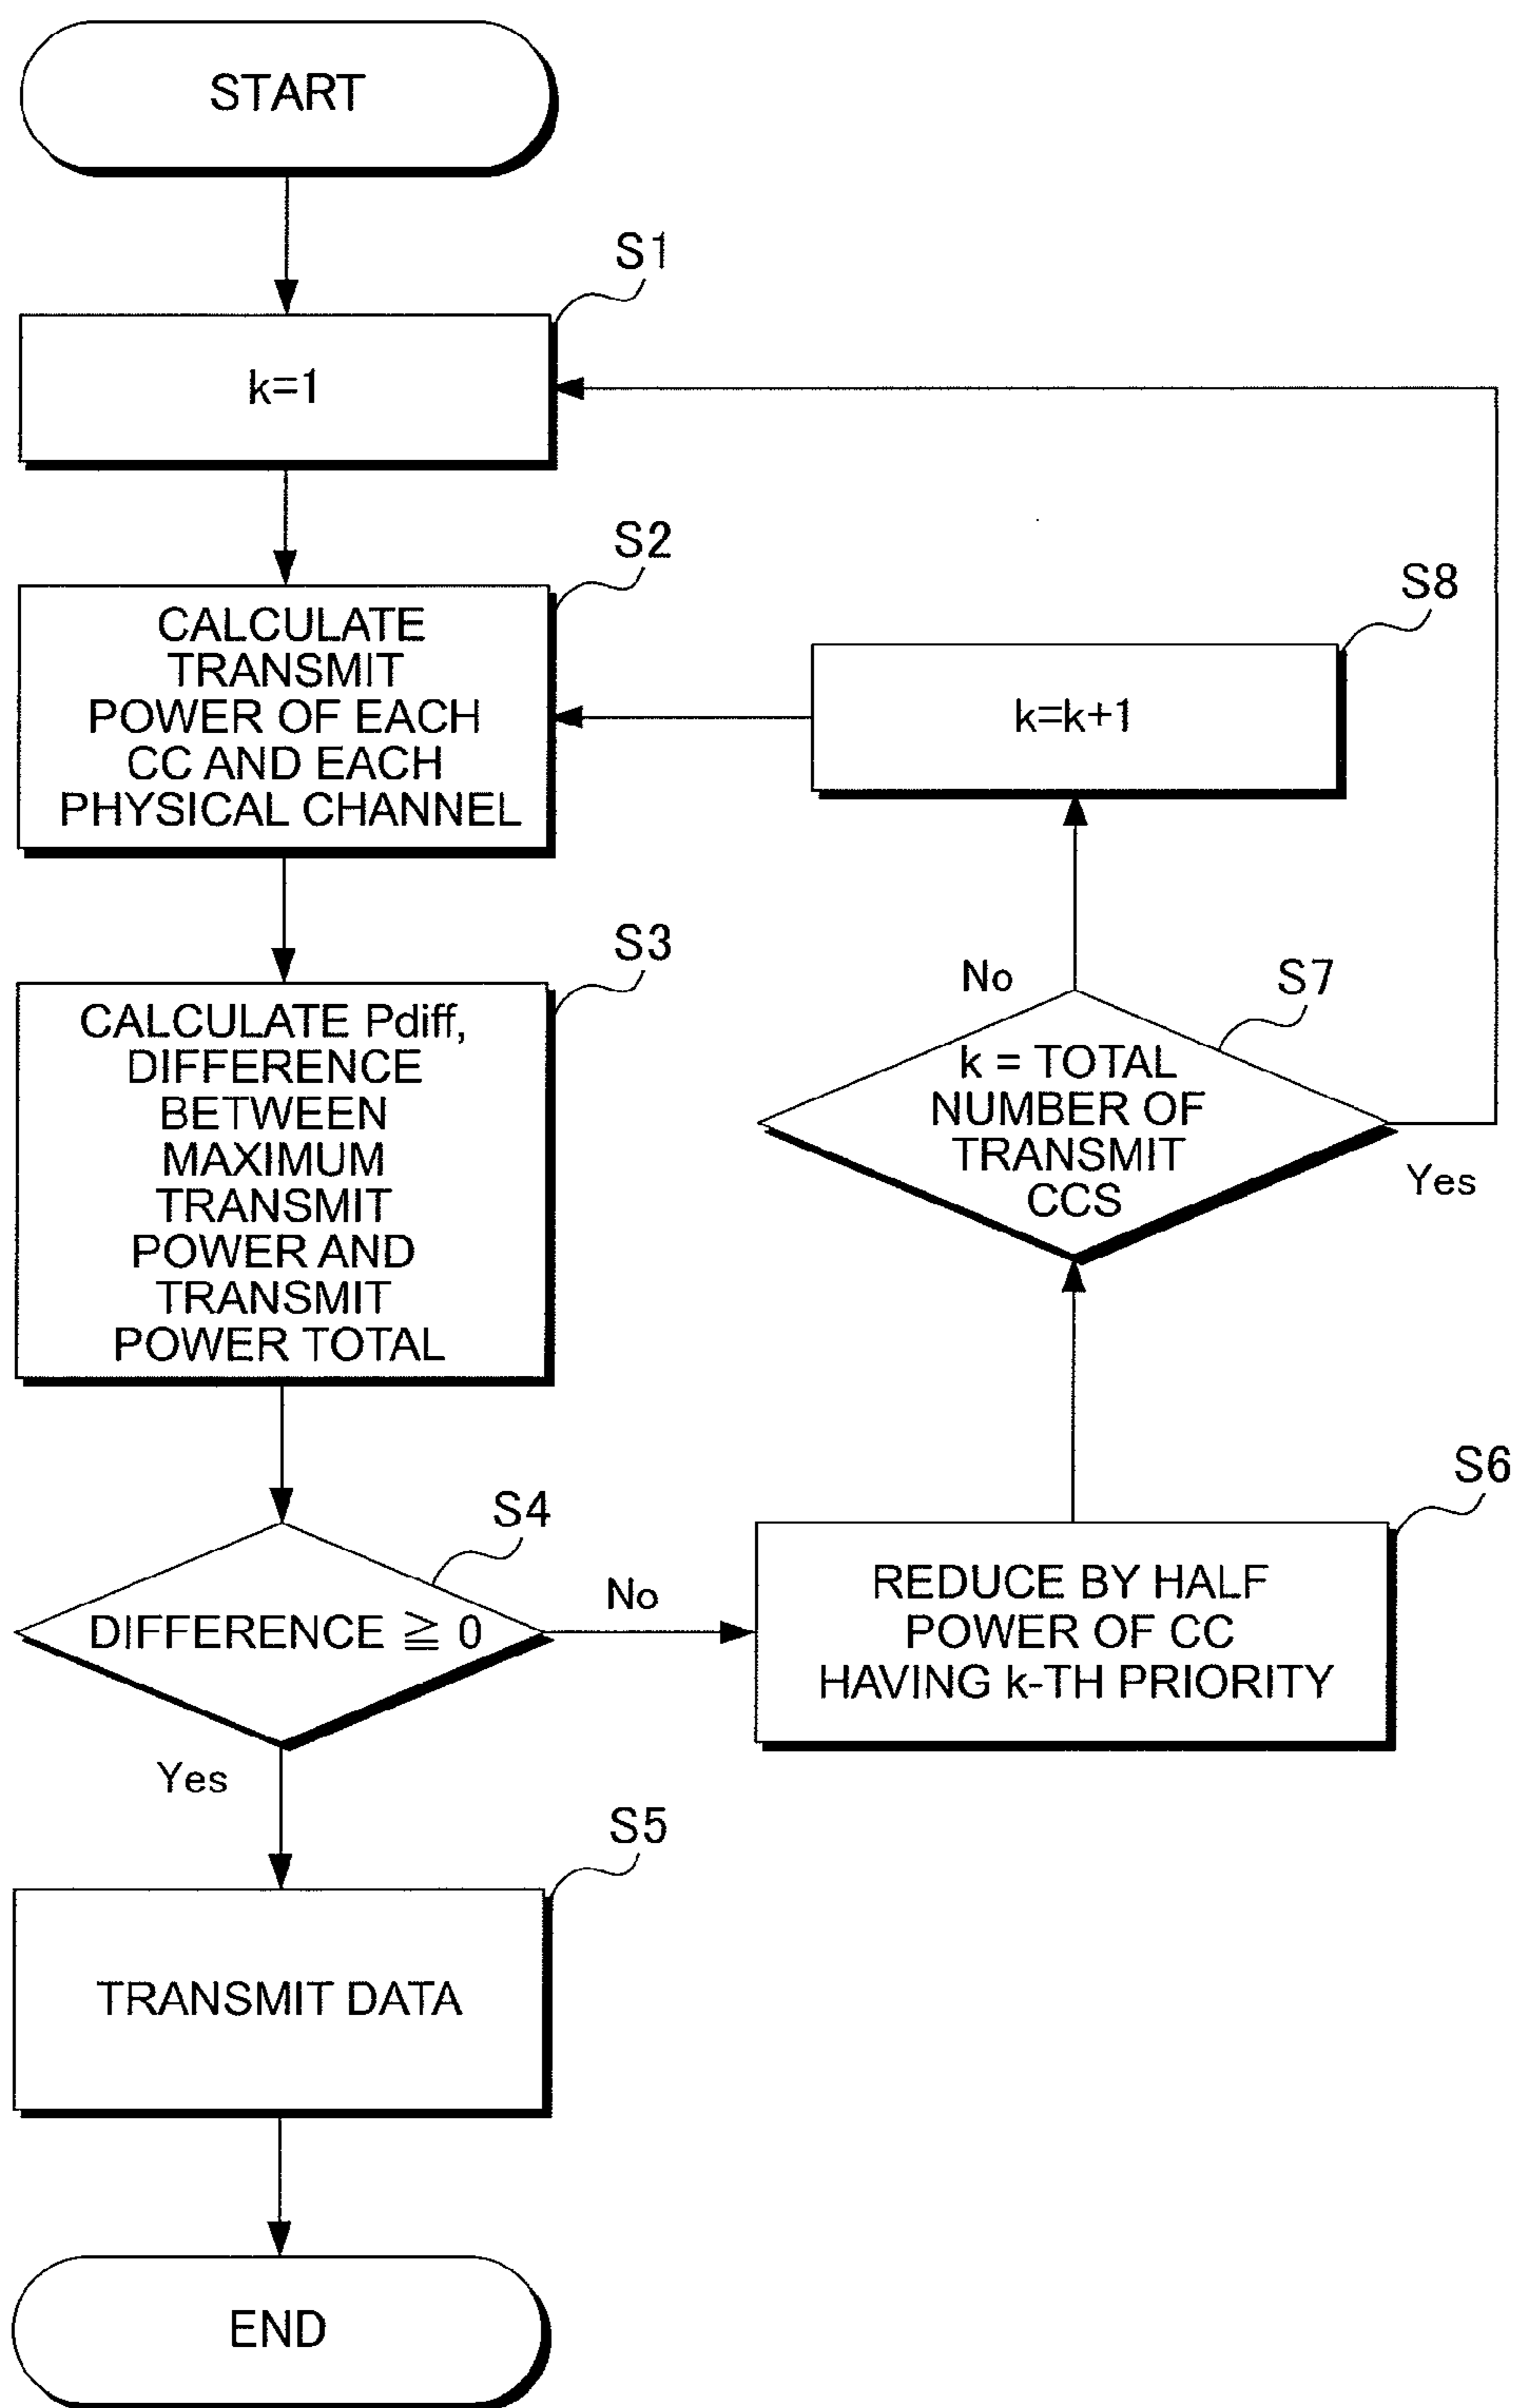 START
S1
k=1
S2
CALCULATE
TRANSMIT
POWER OF EACH
CC AND EACH
PHYSICAL CHANNEL
S8
k=k+1
S3
CALCULATE Pdiff,
DIFFERENCE
BETWEEN
MAXIMUM
TRANSMIT
POWER AND
TRANSMIT
POWER TOTAL
No
S7
k = TOTAL
NUMBER OF
TRANSMIT
CCS
Yes
S4
DIFFERENCE ≧ 0
No
S6
REDUCE BY HALF
POWER OF CC
HAVING k-TH PRIORITY
Yes
S5
TRANSMIT DATA
END